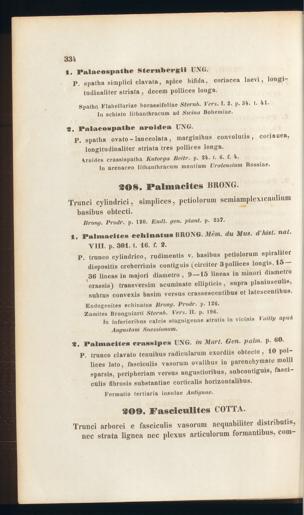 334
1. Palaeospathe Sternbergii UNG.
P. spatha simplici clavata, apice bifida, coriacea laevi, longi-
tudinaliter striata, decem pollices longa.
Spatha Flabellariae borassifoliae Sternb. Vers. I. 2. p. 34. t. 41.
In schisto lithanthracum ad Swina Bohemiae.
2. Palaeospathe aroidea UNG.
P. spatha ovato-lanceolata, marginibus convolutis, coriacea,
longitudinaliter striata tres pollices longa.
Aroides crassispatha Kutorga Beitr. p. 24. t. 6. f. 4.
In arenaceo lithanthracum montium Uralensium Rossiae.
208. Palmacites BRONG.
Trunci cylindrici, simplices, petiolorum semiamplexicaulium
basibus obtecti.
Brong. Prodr. p. 120. Endl. gen. plant. p. 257.
1. Palmacites echinatus BRONG. Mém. du Mus. d'hist. nat.
VIII. p. 301. t. 16. f. 2.
P. trunco cylindrico, rudimentis v. basibus petiolorum spiraliter
dispositis crebrerimis contiguis (circiter 3 pollices longis, 15—
36 lineas in majori diametro, 9—15 lineas in minori diametro
crassis) transversim acuminate ellipticis, supra planiusculis,
subtus convexis basim versus crassescentibus et latescentibus.
Endogenites echinatus Brong. Prodr. p. 126.
Zamites Brongniarti Sternb. Vers. II. p. 196.
In inferioribus calcis stagnigenae stratis in vicinia Vailly apud
Augustam Suessionum.
2. Palmacites crassipes UNG. in Mart. Gen. palm. p. 60.
P. trunco clavato tenuibus radicularum exordiis obtecto, 10 pol-
lices lato, fasciculis vasorum ovalibus in parenchymate molli
sparsis, peripheriam versus angustioribus, subcontiguis, fasci-
culis fibrosis substantiae corticalis horizontalibus.
Formatio tertiaria insulae Antiguae.
209. Fasciculites COTTA.
Trunci arborei e fasciculis vasorum aequabiliter distributis,
nec strata lignea nec plexus articulorum formantibus, com-